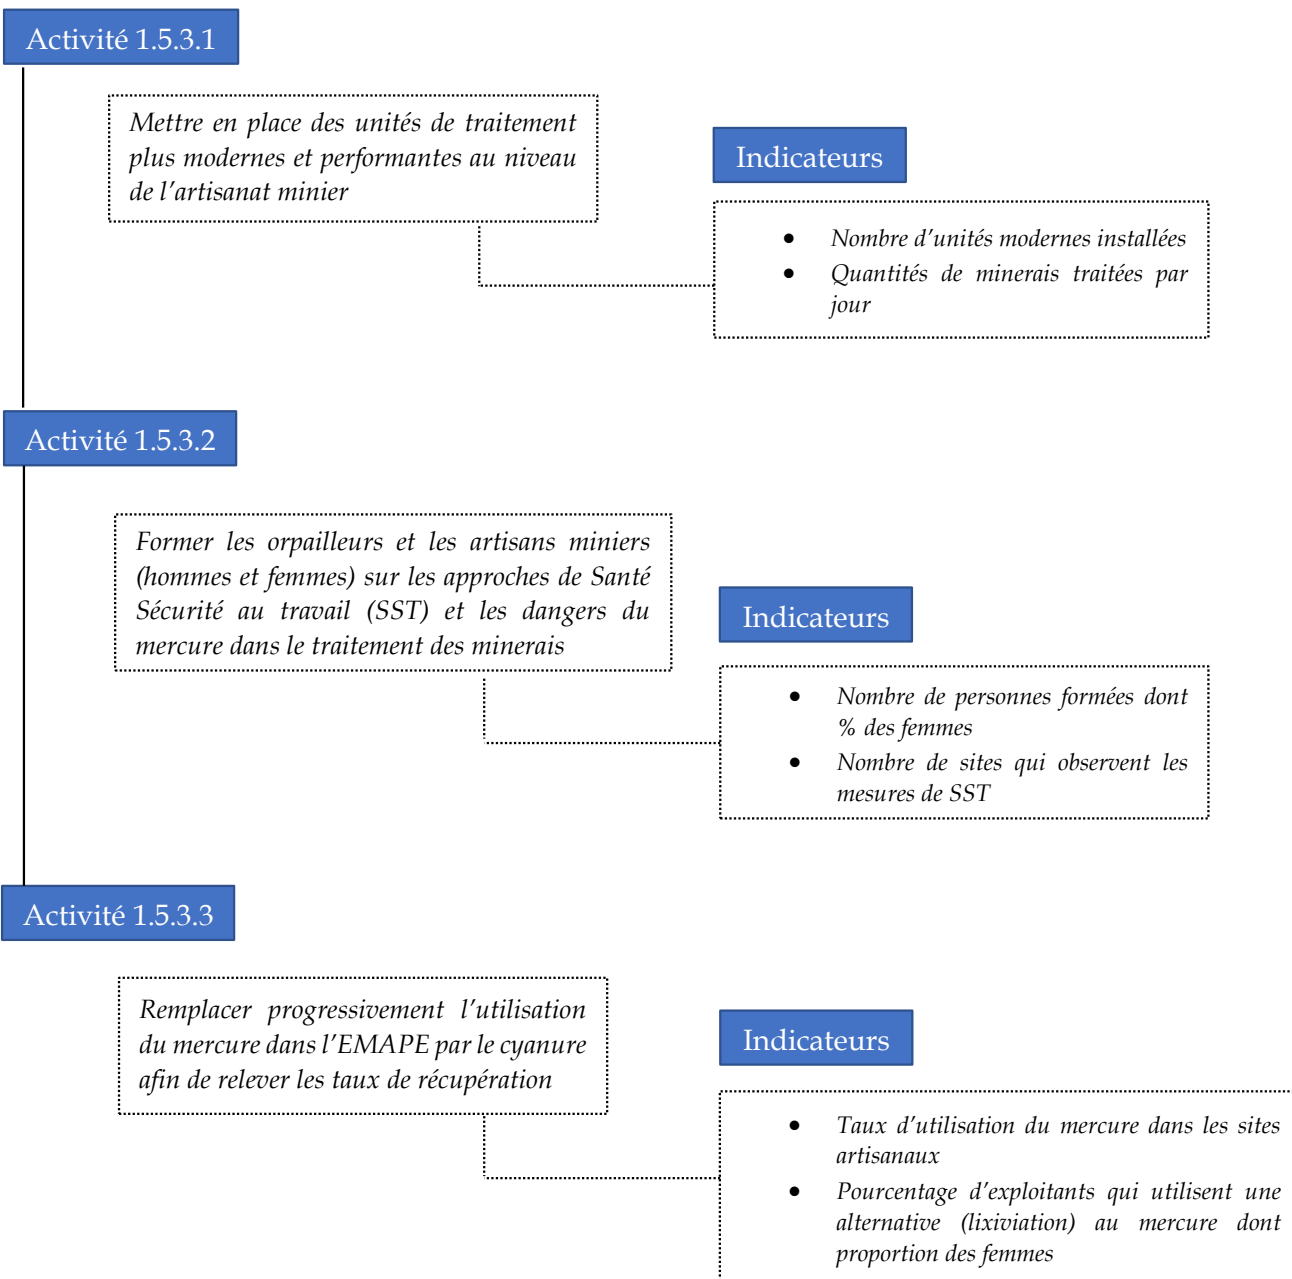 Activité 1.5.3.1
Mettre en place des unités de traitement
plus modernes et performantes au niveau
de l’artisanat minier
Indicateurs
• Nombre d’unités modernes installées
• Quantités de minerais traitées par
jour
Activité 1.5.3.2
Former les orpailleurs et les artisans miniers
(hommes et femmes) sur les approches de Santé
Sécurité au travail (SST) et les dangers du
mercure dans le traitement des minerais
Indicateurs
• Nombre de personnes formées dont
% des femmes
• Nombre de sites qui observent les
mesures de SST
Activité 1.5.3.3
Remplacer progressivement l’utilisation
du mercure dans l’EMAPE par le cyanure
afin de relever les taux de récupération
Indicateurs
• Taux d’utilisation du mercure dans les sites
artisanaux
• Pourcentage d’exploitants qui utilisent une
alternative (lixiviation) au mercure dont
proportion des femmes